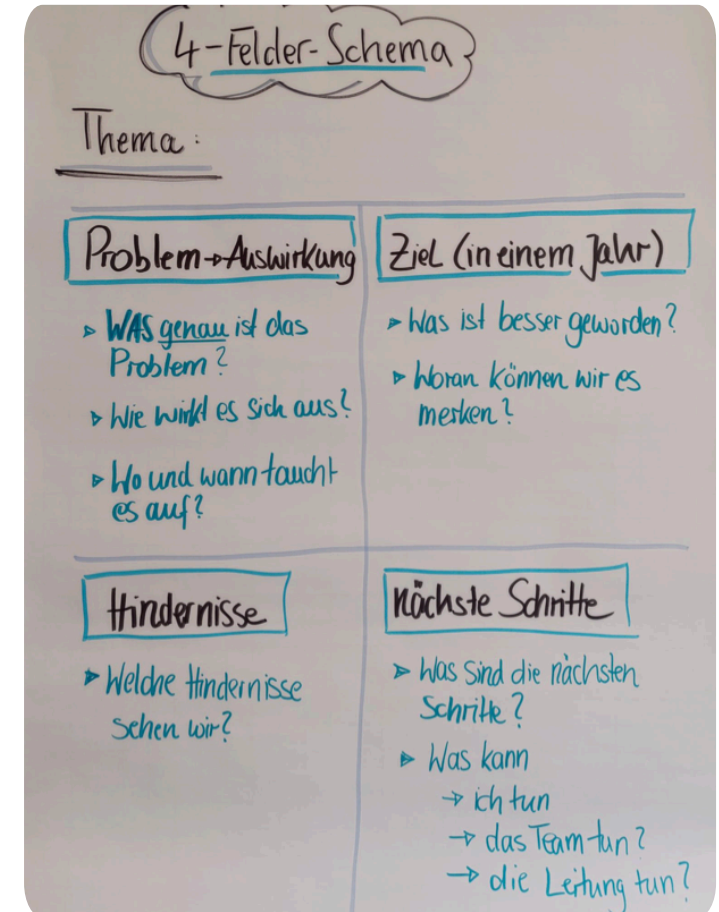 4-Felder-Schema
Thema:
Problem→Auswirkung
▹ WAS genau ist das
Problem?
▹ Wie wirkt es sich aus?
▹ Wo und wann taucht
es auf?
Ziel (in einem Jahr)
▹ Was ist besser geworden?
▹ Woran können wir es
merken?
Hindernisse
▹ Welche Hindernisse
sehen wir?
nächste Schritte
▹ Was sind die nächsten
Schritte?
▹ Was kann
→ ich tun
→ das Team tun?
→ die Leitung tun?